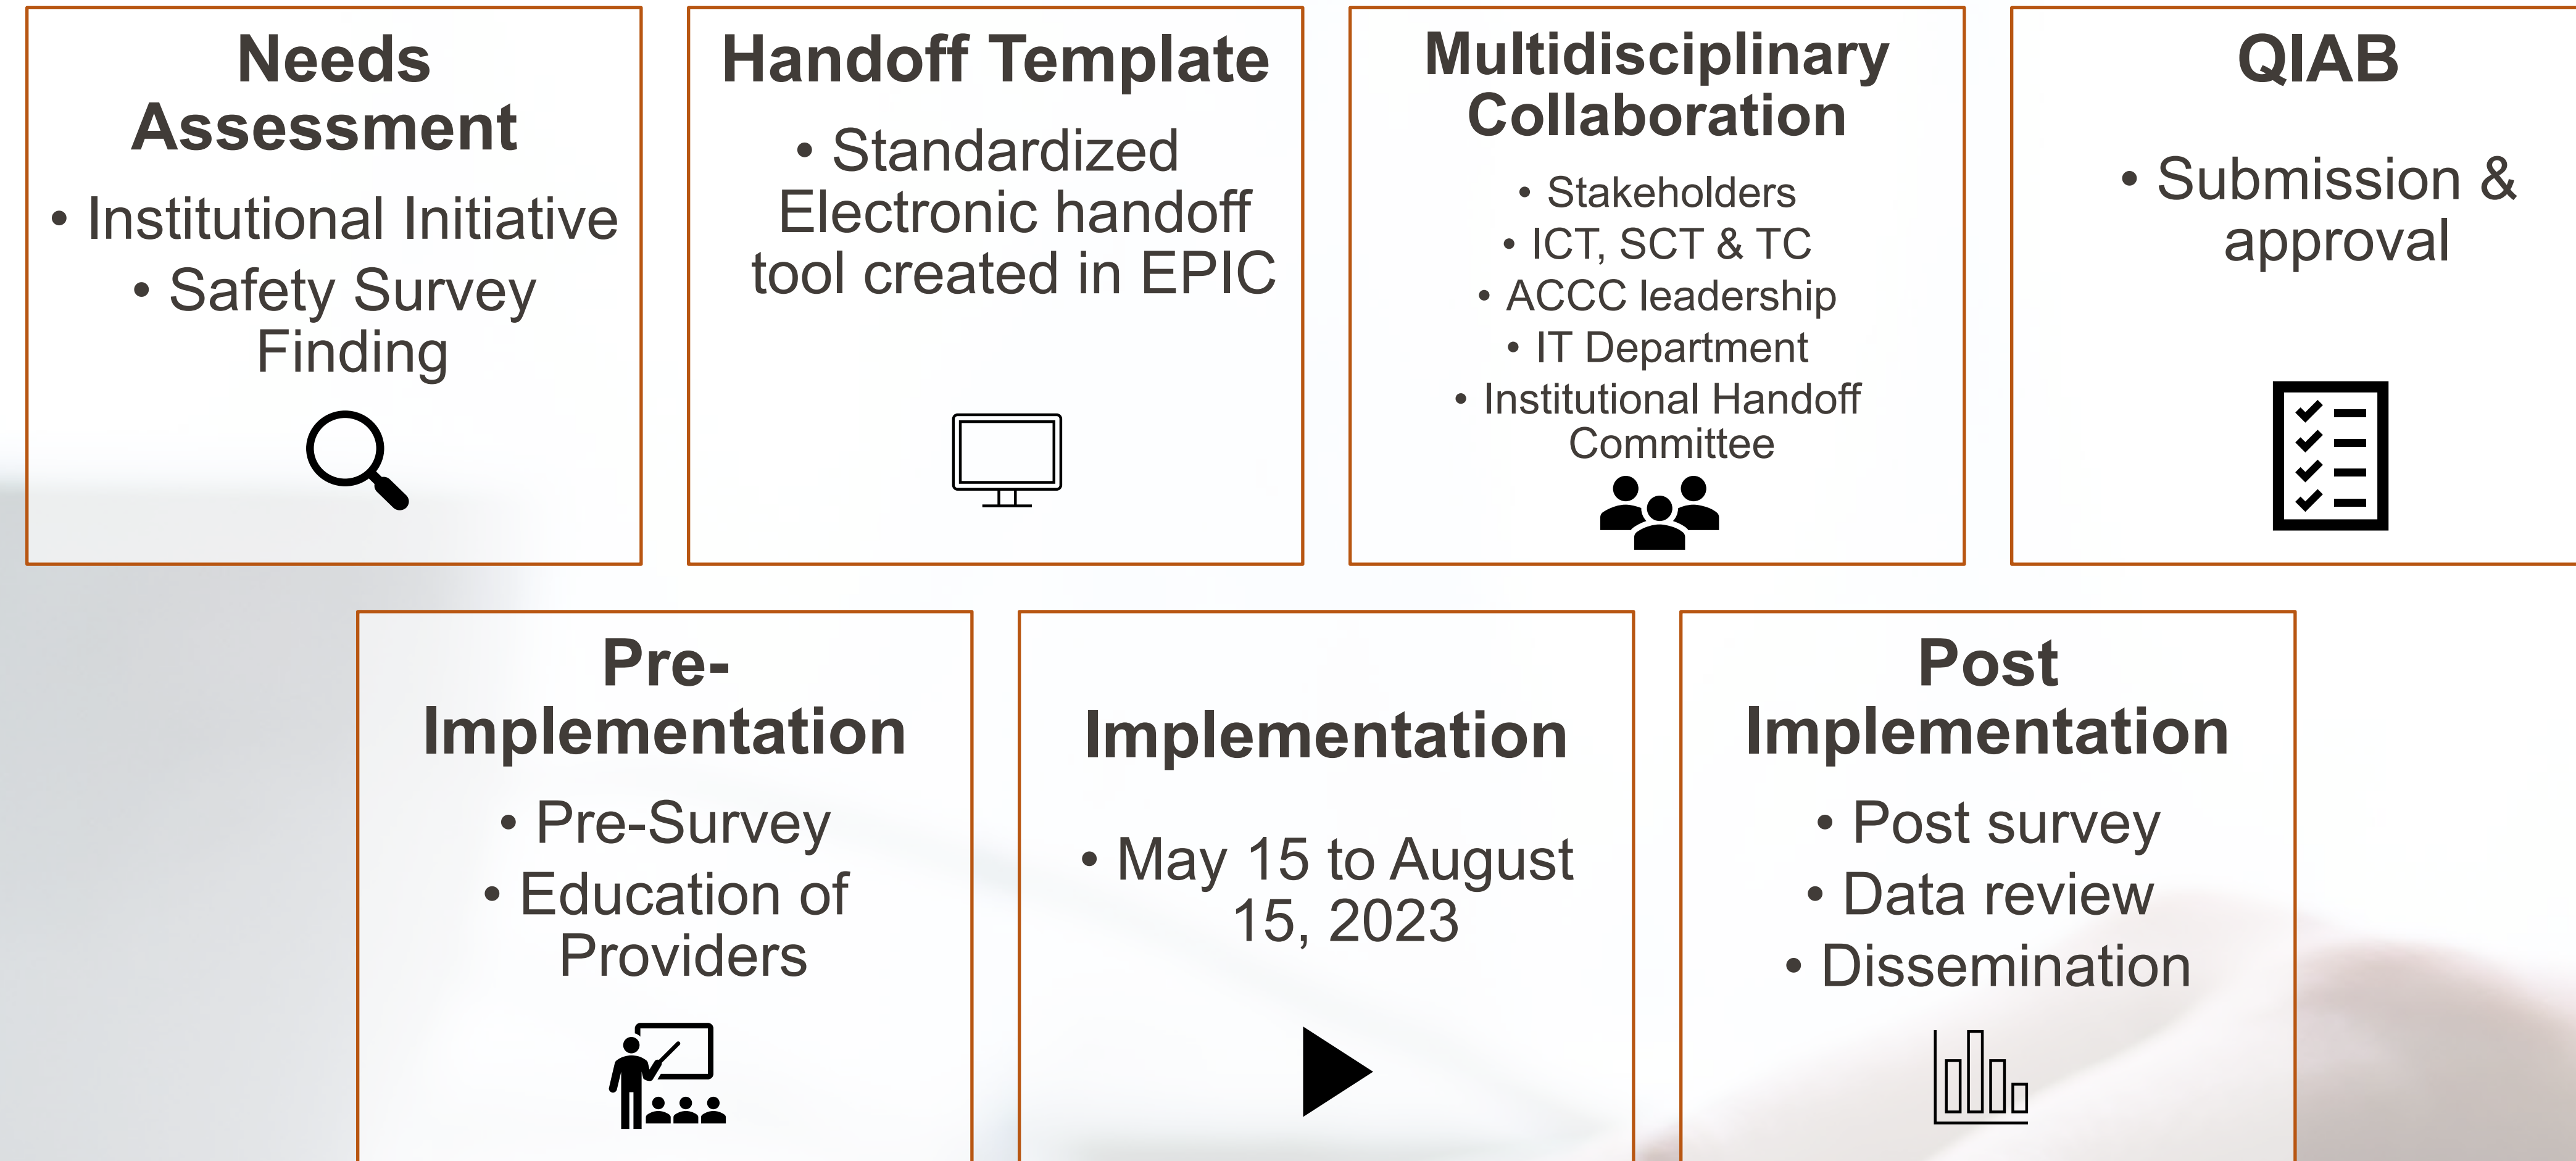 Needs
Assessment
• Institutional Initiative
• Safety Survey
Finding
Handoff Template
• Standardized
Electronic handoff
tool created in EPIC
Multidisciplinary
Collaboration
• Stakeholders
• ICT, SCT & TC
• ACCC leadership
• IT Department
• Institutional Handoff
Committee
QIAB
• Submission &
approval
Pre-
Implementation
• Pre-Survey
• Education of
Providers
Implementation
• May 15 to August
15, 2023
Post
Implementation
• Post survey
• Data review
• Dissemination